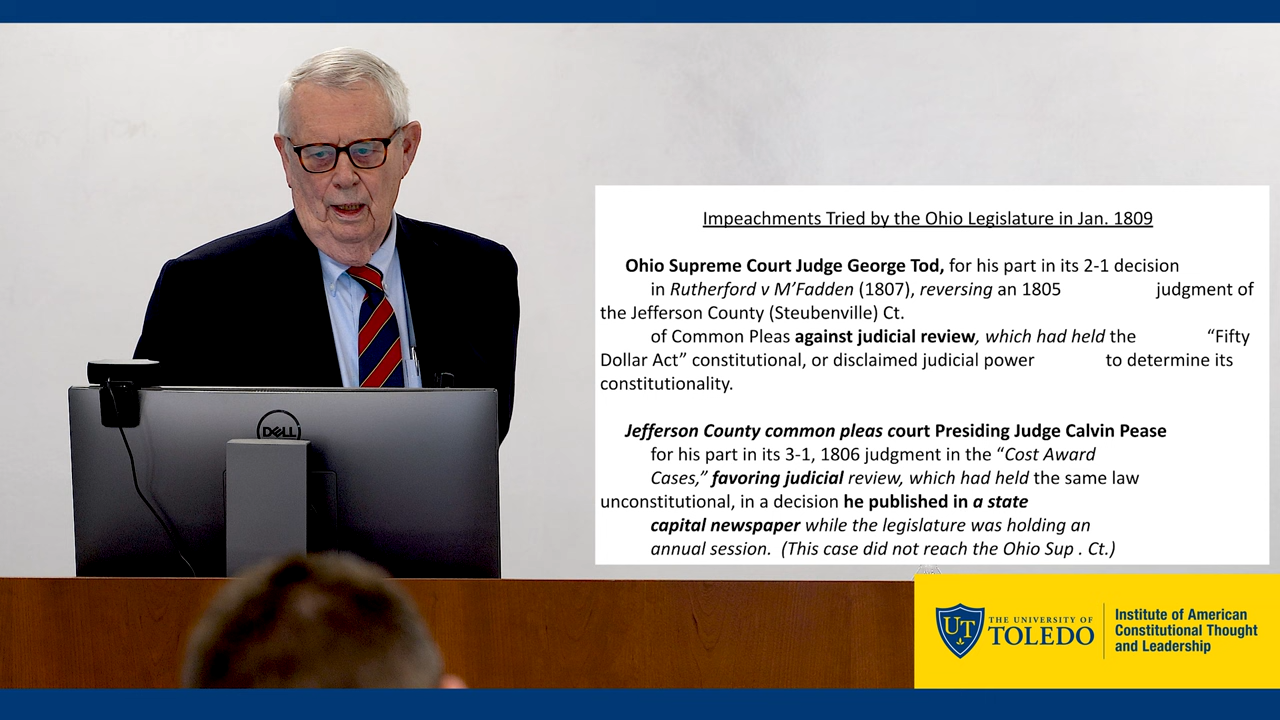 Impeachments Tried by the Ohio Legislature in Jan. 1809
Ohio Supreme Court Judge George Tod, for his part in its 2-1 decision
in Rutherford v M’Fadden (1807), reversing an 1805 judgment of
the Jefferson County (Steubenville) Ct.
of Common Pleas against judicial review, which had held the “Fifty
Dollar Act” constitutional, or disclaimed judicial power to determine its
constitutionality.
Jefferson County common pleas court Presiding Judge Calvin Pease
for his part in its 3-1, 1806 judgment in the “Cost Award
Cases,” favoring judicial review, which had held the same law
unconstitutional, in a decision he published in a state
capital newspaper while the legislature was holding an
annual session. (This case did not reach the Ohio Sup . Ct.)
DELL
UT
THE UNIVERSITY OF
TOLEDO
Institute of American
Constitutional Thought
and Leadership